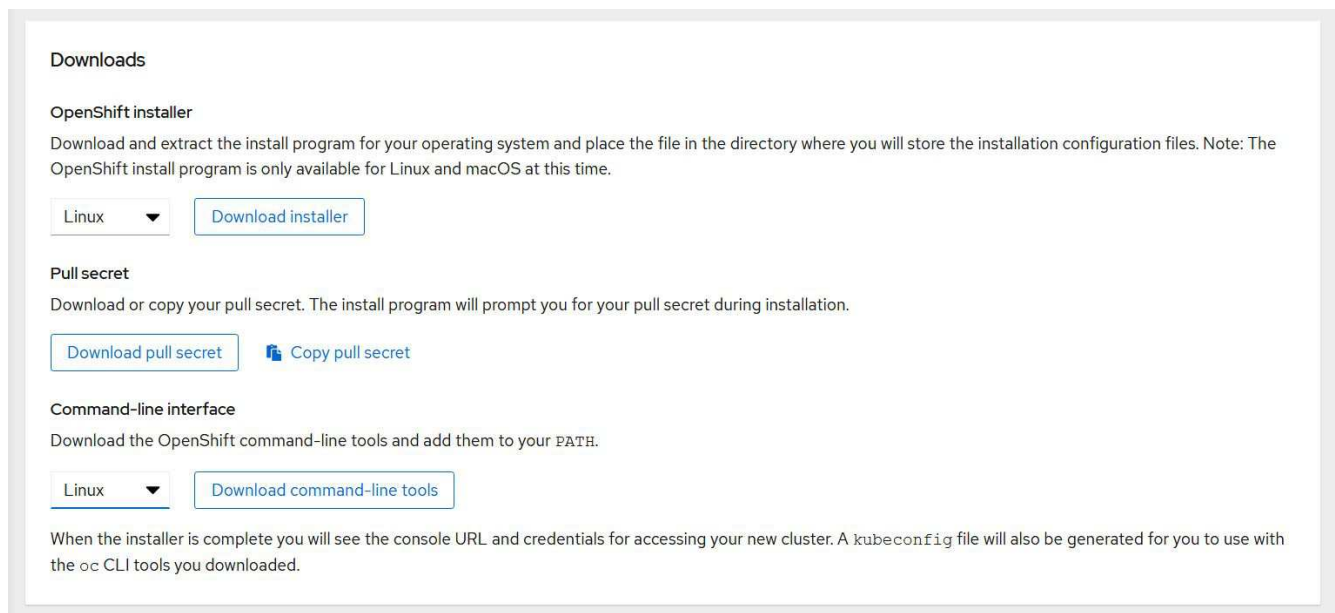 Downloads
OpenShift installer
Download and extract the install program for your operating system and place the file in the directory where you will store the installation configuration files. Note: The
OpenShift install program is only available for Linux and macOS at this time.
Linux
Download installer
Pull secret
Download or copy your pull secret. The install program will prompt you for your pull secret during installation.
Download pull secret
Copy pull secret
Command-line interface
Download the OpenShift command-line tools and add them to your PATH.
Linux
Download command-line tools
When the installer is complete you will see the console URL and credentials for accessing your new cluster. A kubeconfig file will also be generated for you to use with
the oc CLI tools you downloaded.